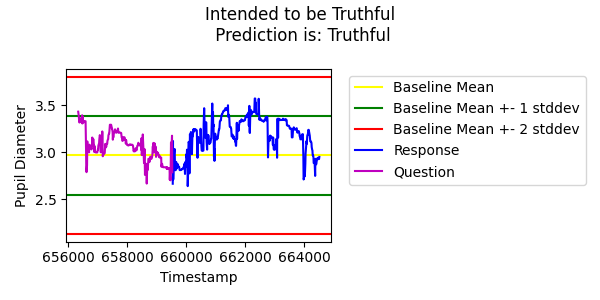 Intended to be Truthful
Prediction is: Truthful
3.5
3.0
2.5
Pupil Diameter
656000 658000 660000 662000 664000
Timestamp
Baseline Mean
Baseline Mean +- 1 stddev
Baseline Mean +- 2 stddev
Response
Question